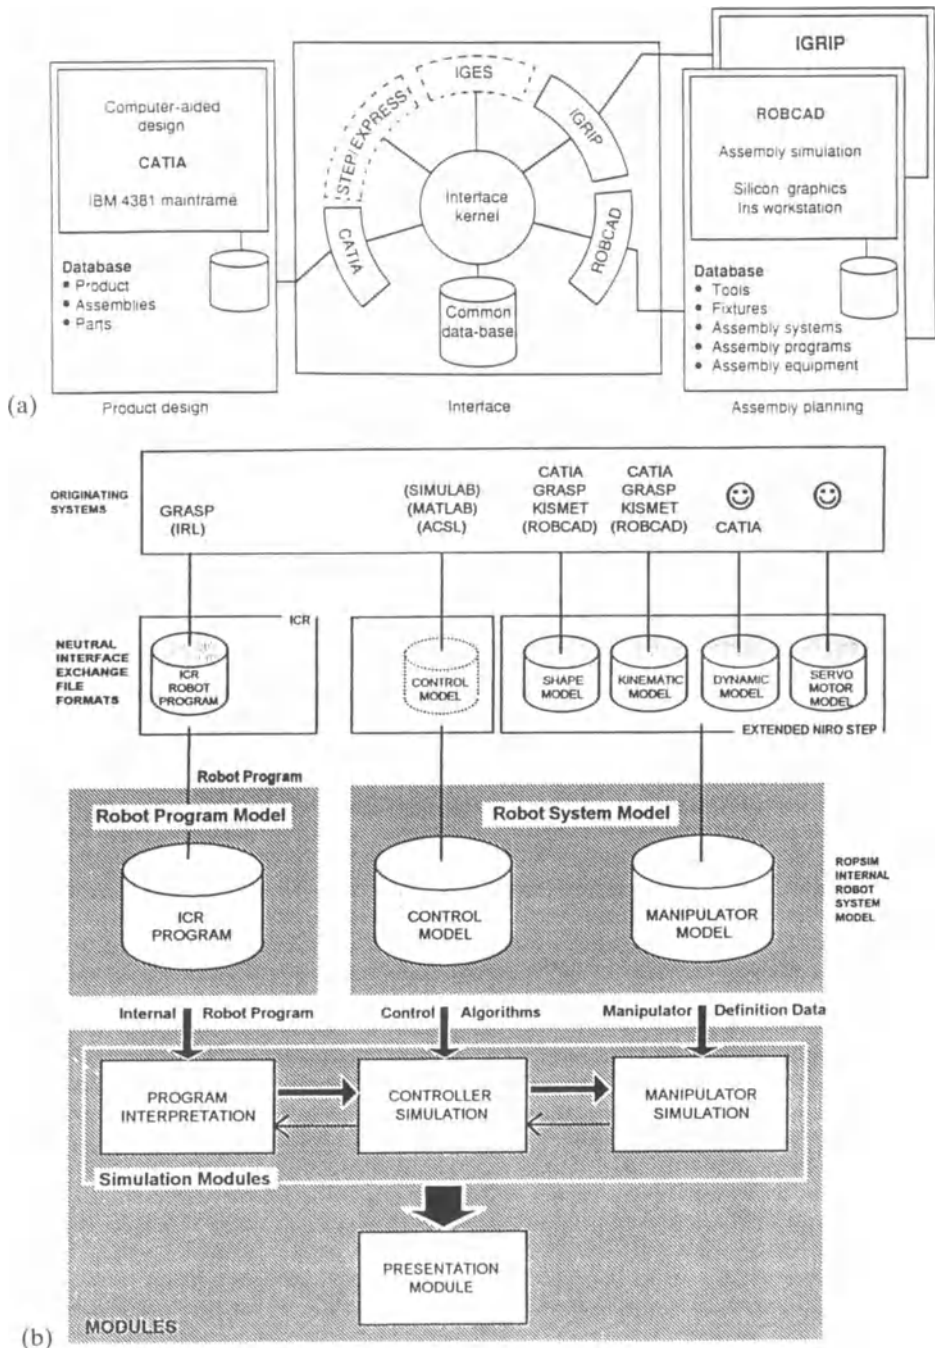 IGRIP
Computer-aided
design
CATIA
IBM 4381 mainframe
Database
• Product
• Assemblies
• Parts
STEP/EXPRESS
IGES
IGRIP
CATIA
ROBCAD
Interface
kernel
Common
data-base
ROBCAD
Assembly simulation
Silicon graphics
Iris workstation
Database
• Tools
• Fixtures
• Assembly systems
• Assembly programs
• Assembly equipment
(a)
Product design
Interface
Assembly planning
ORIGINATING
SYSTEMS
GRASP
(IRL)
(SIMULAB)
(MATLAB)
(ACSL)
CATIA
GRASP
KISMET
(ROBCAD)
CATIA
GRASP
KISMET
(ROBCAD)
CATIA
NEUTRAL
INTERFACE
EXCHANGE
FILE
FORMATS
ICR
ICR
ROBOT
PROGRAM
CONTROL
MODEL
SHAPE
MODEL
KINEMATIC
MODEL
DYNAMIC
MODEL
SERVO
MOTOR
MODEL
EXTENDED NIRO STEP
Robot Program
Robot Program Model
Robot System Model
ICR
PROGRAM
CONTROL
MODEL
MANIPULATOR
MODEL
ROPSIM
INTERNAL
ROBOT
SYSTEM
MODEL
Internal Robot Program
Control Algorithms
Manipulator Definition Data
PROGRAM
INTERPRETATION
CONTROLLER
SIMULATION
MANIPULATOR
SIMULATION
Simulation Modules
PRESENTATION
MODULE
(b)
MODULES